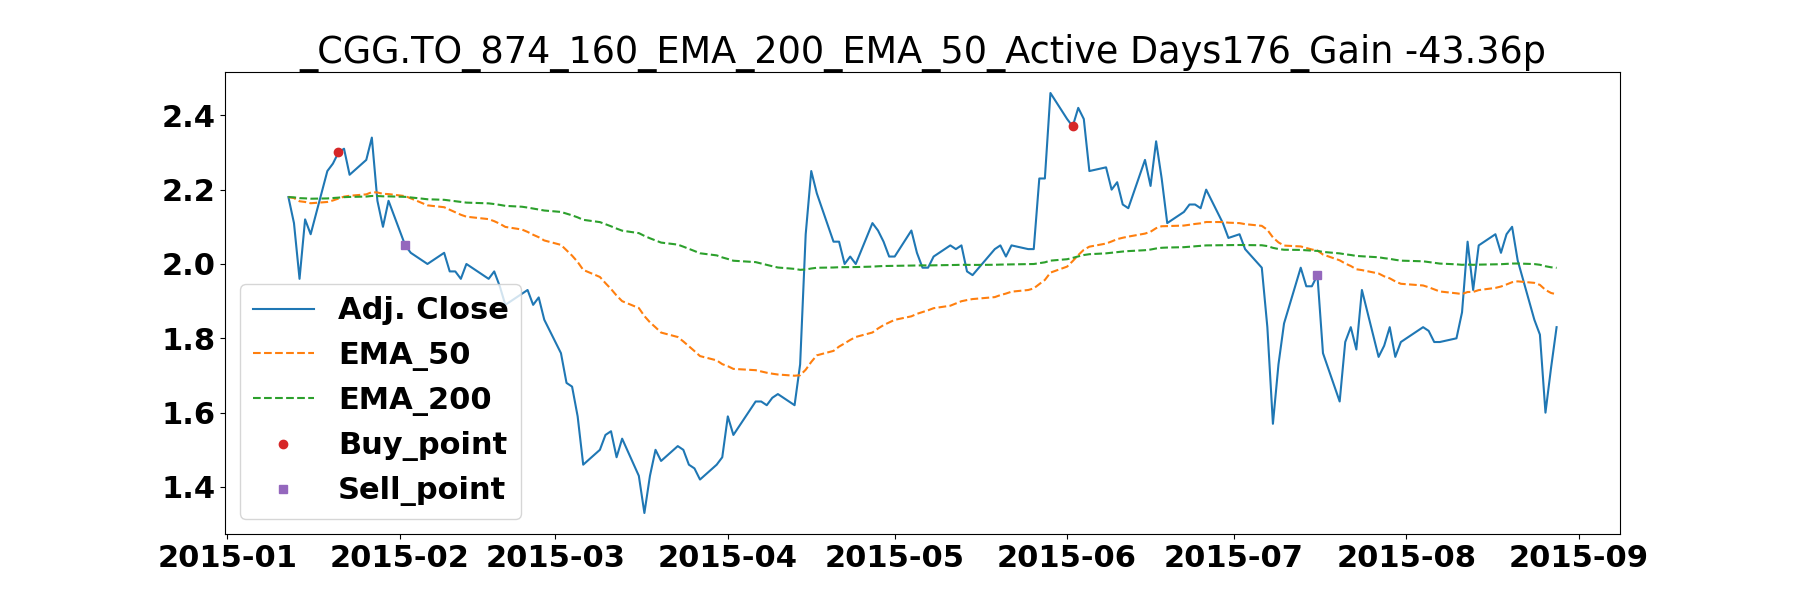 _CGG.TO_874_160_EMA_200_EMA_50_Active Days176_Gain -43.36p
2.4
2.2
2.0
1.8
1.6
1.4
Adj. Close
EMA_50
EMA_200
Buy_point
Sell_point
2015-01 2015-02 2015-03 2015-04 2015-05 2015-06 2015-07 2015-08 2015-09